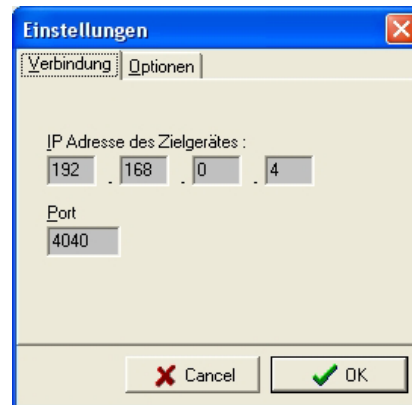 Einstellungen
Verbindung Optionen
IP Adresse des Zielgerätes :
192 . 168 . 0 . 4
Port
4040
Cancel OK